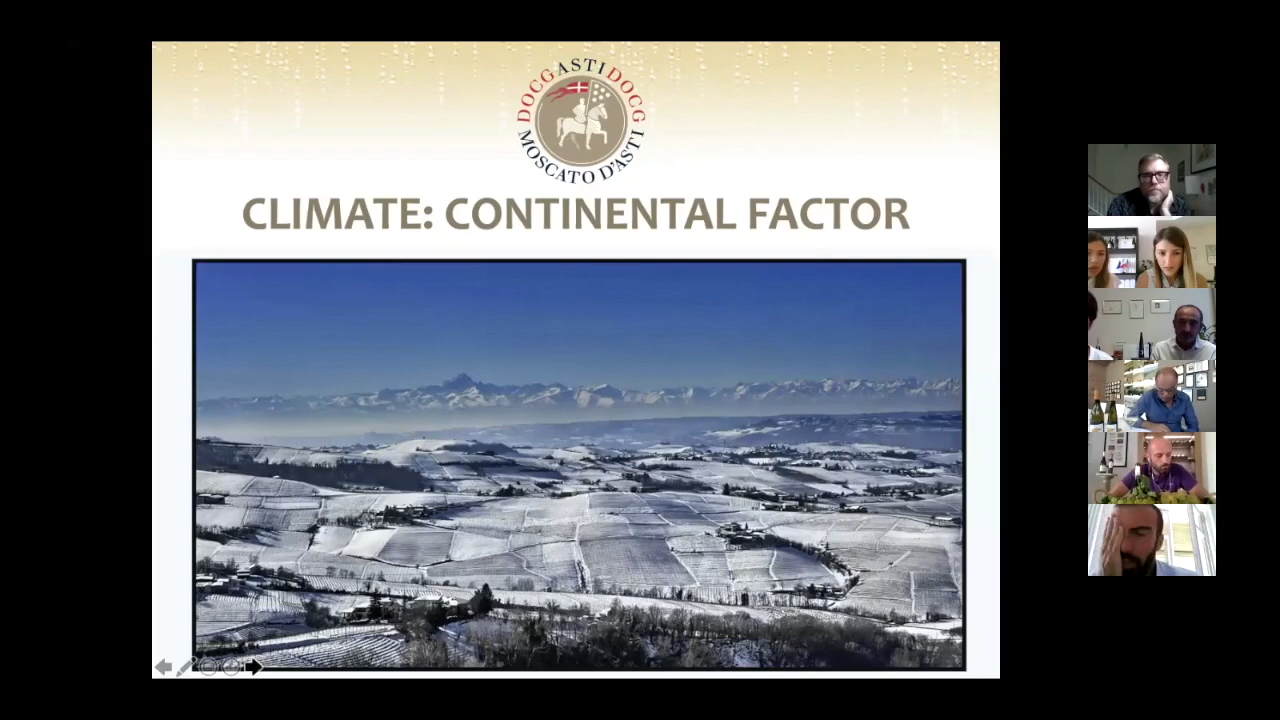 DOCG ASTI DOCG
MOSCATO D'ASTI
CLIMATE: CONTINENTAL FACTOR